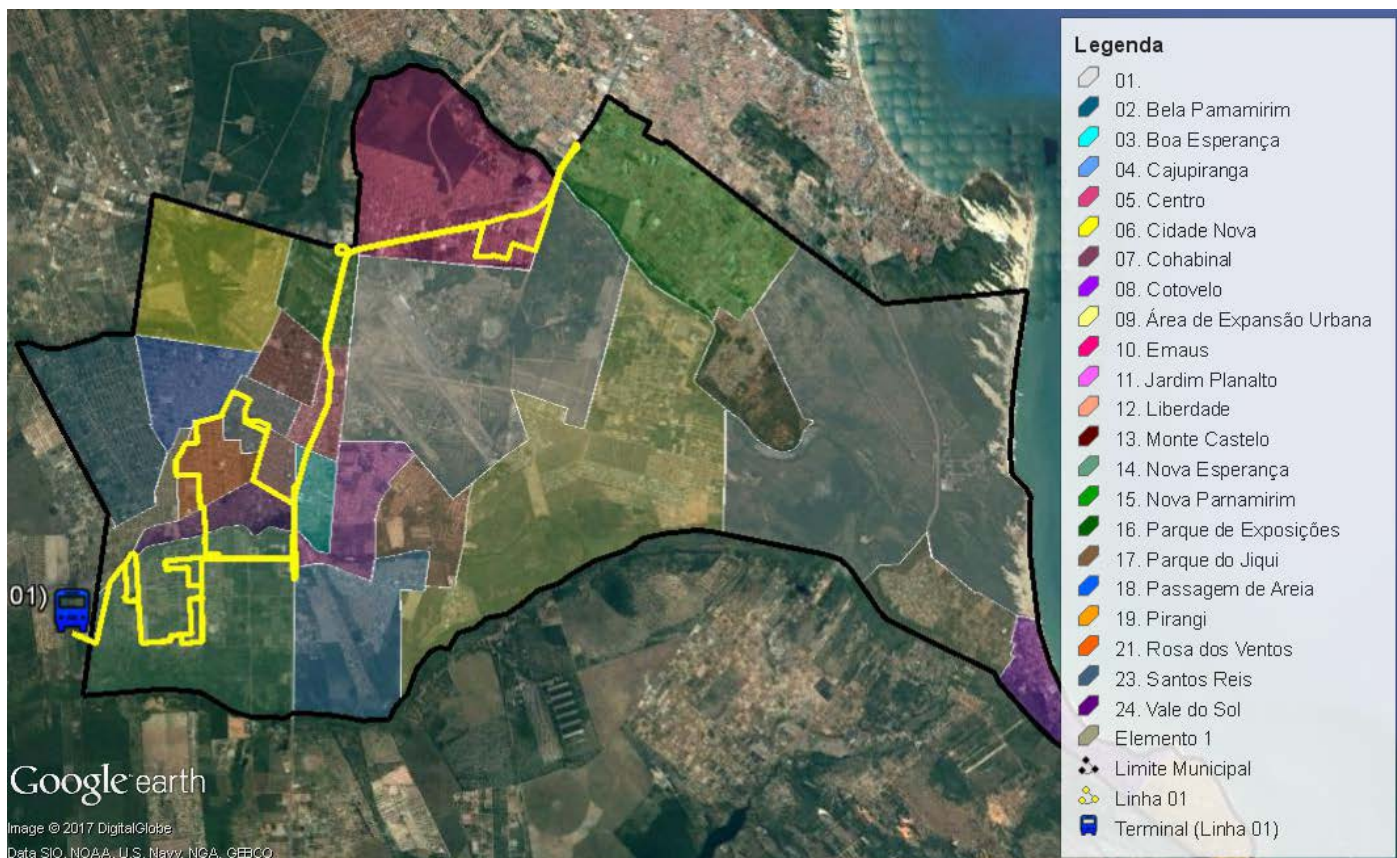 Legenda
01.
02. Bela Parnamirim
03. Boa Esperança
04. Cajupiranga
05. Centro
06. Cidade Nova
07. Cohabinal
08. Cotovelo
09. Área de Expansão Urbana
10. Emaus
11. Jardim Planalto
12. Liberdade
13. Monte Castelo
14. Nova Esperança
15. Nova Parnamirim
16. Parque de Exposições
17. Parque do Jiqui
18. Passagem de Areia
19. Pirangi
21. Rosa dos Ventos
23. Santos Reis
24. Vale do Sol
Elemento 1
Limite Municipal
Linha 01
Terminal (Linha 01)
01)
Google earth
Image © 2017 DigitalGlobe
Data SIO, NOAA, U.S. Navy, NGA, GEBCO